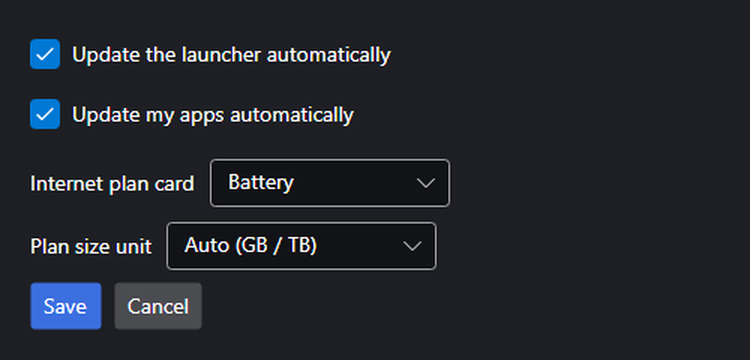 Update the launcher automatically
Update my apps automatically
Internet plan card Battery
Plan size unit Auto (GB / TB)
Save Cancel